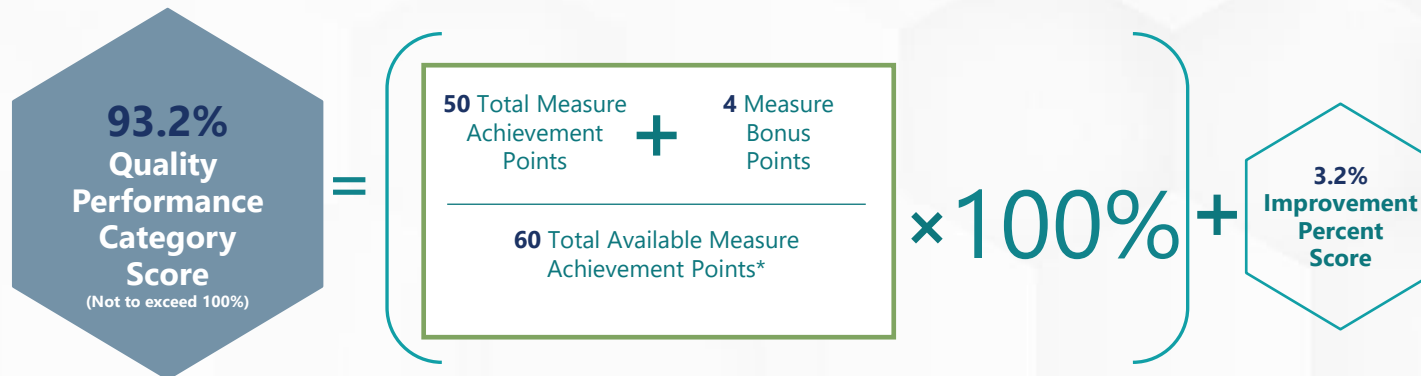 93.2%
Quality
Performance
Category
Score
(Not to exceed 100%)
=
50 Total Measure
Achievement
Points
+
4 Measure
Bonus
Points
60 Total Available Measure
Achievement Points*
×100%
+
3.2%
Improvement
Percent
Score